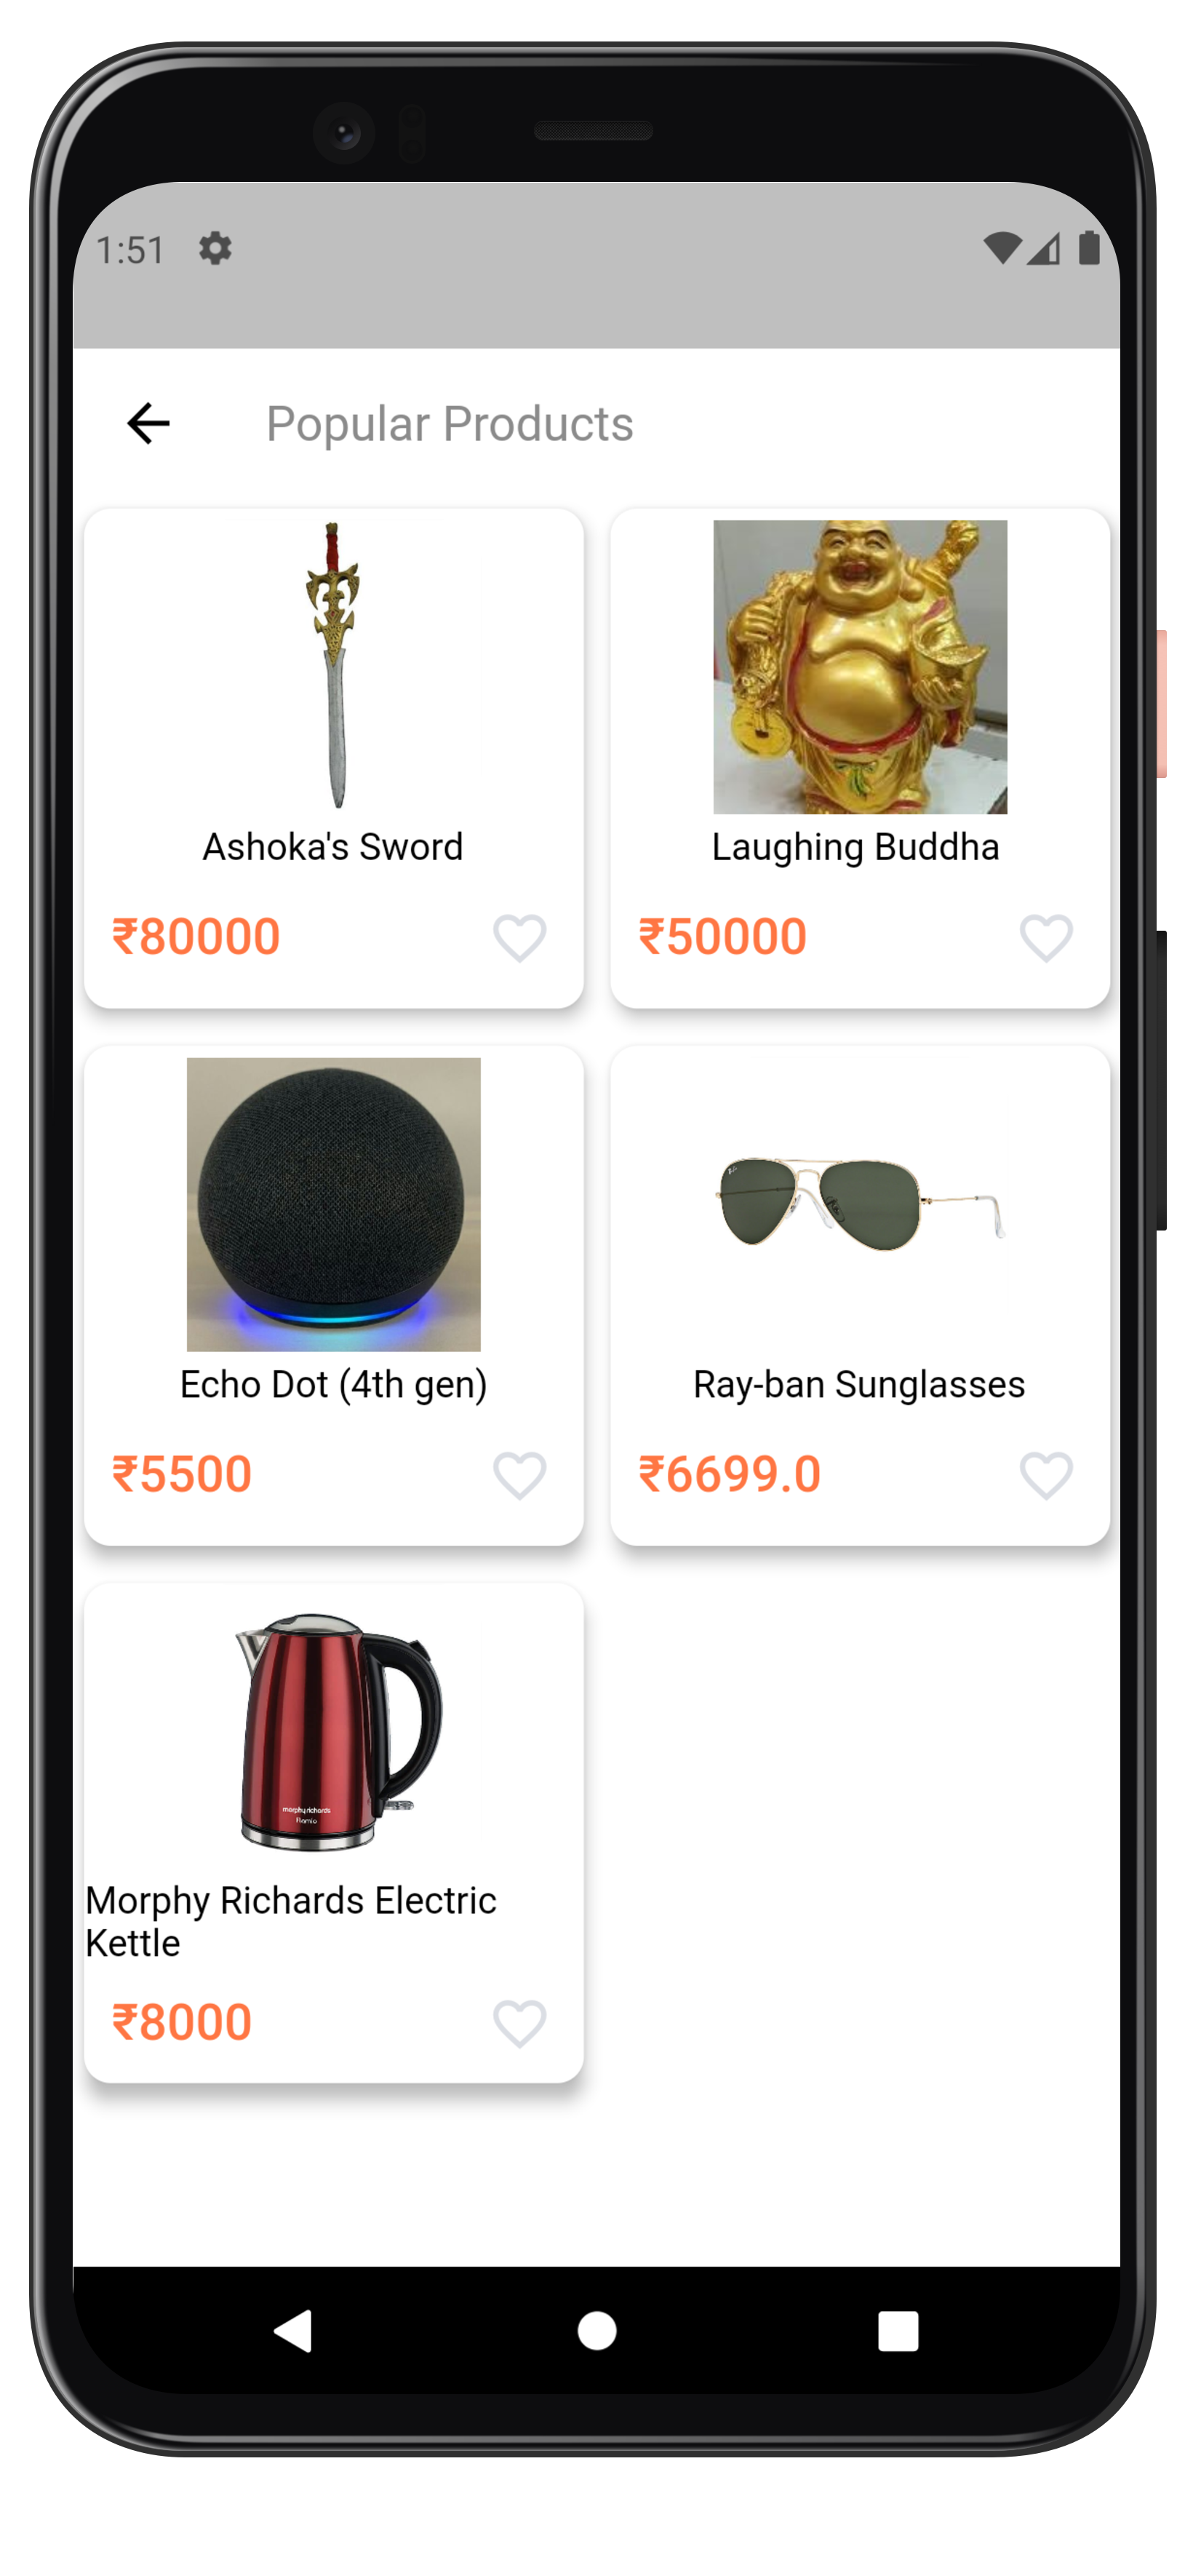 1:51
Popular Products
Ashoka's Sword
Laughing Buddha
₹80000
₹50000
Echo Dot (4th gen)
Ray-ban Sunglasses
₹5500
₹6699.0
morphy richards
Morphy Richards Electric
Kettle
₹8000